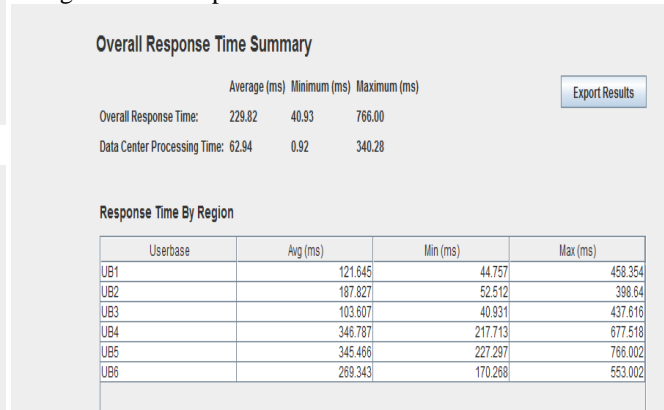 Overall Response Time Summary
Average (ms) Minimum (ms) Maximum (ms)
Export Results
Overall Response Time: 229.82 40.93 766.00
Data Center Processing Time: 62.94 0.92 340.28
Response Time By Region
Userbase Avg (ms) Min (ms) Max (ms)
UB1 121.645 44.757 458.354
UB2 187.827 52.512 398.64
UB3 103.607 40.931 437.616
UB4 346.787 217.713 677.518
UB5 345.466 227.297 766.002
UB6 269.343 170.268 553.002